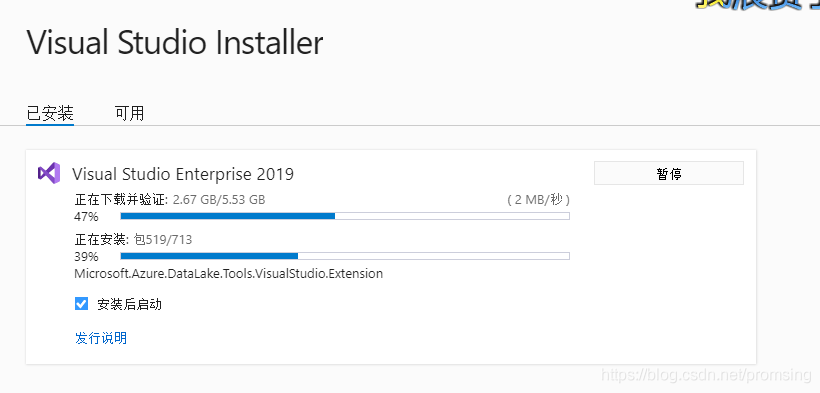 Visual Studio Installer
已安装 可用
Visual Studio Enterprise 2019 暂停
正在下载并验证: 2.67 GB/5.53 GB ( 2 MB/秒 )
47%
正在安装: 包519/713
39%
Microsoft.Azure.DataLake.Tools.VisualStudio.Extension
安装后启动
发行说明
https://blog.csdn.net/promsing